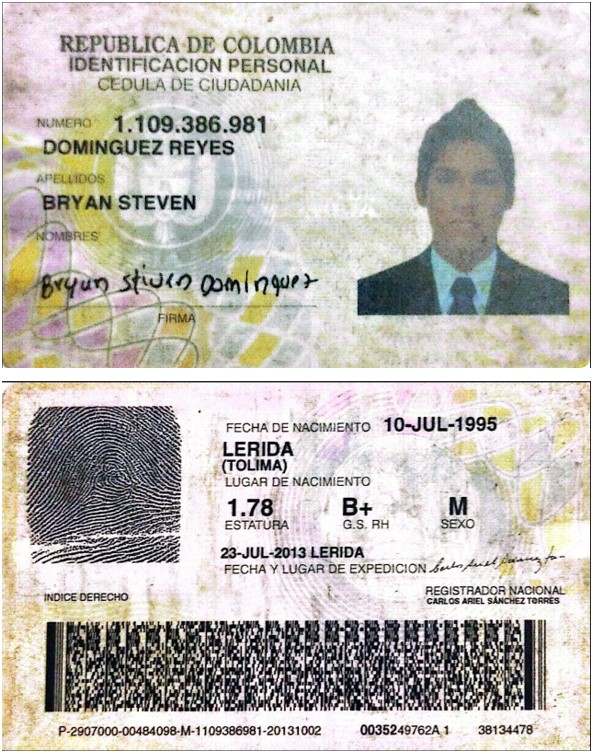 REPUBLICA DE COLOMBIA
IDENTIFICACION PERSONAL
CEDULA DE CIUDADANIA
NUMERO 1.109.386.981
DOMINGUEZ REYES
APELLIDOS
BRYAN STEVEN
NOMBRES
Bryan Stiven Dominguez
FIRMA
FECHA DE NACIMIENTO 10-JUL-1995
LERIDA
(TOLIMA)
LUGAR DE NACIMIENTO
1.78 B+ M
ESTATURA G.S. RH SEXO
23-JUL-2013 LERIDA
FECHA Y LUGAR DE EXPEDICION
INDICE DERECHO
REGISTRADOR NACIONAL
CARLOS ARIEL SÁNCHEZ TORRES
P-2907000-00484098-M-1109386981-20131002 0035249762A 1 38134478